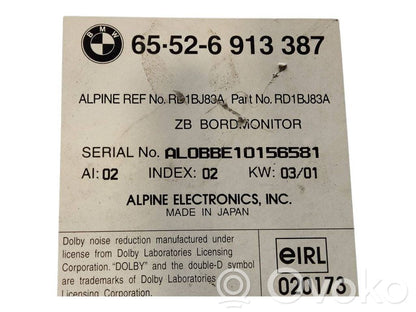 BMW
65-52-6 913 387
ALPINE REF No. RD1BJ83A Part No. RD1BJ83A
ZB BORDMONITOR
SERIAL No. AL0BBE10156581
AI: 02 INDEX: 02 KW: 03/01
ALPINE ELECTRONICS, INC.
MADE IN JAPAN
Dolby noise reduction manufactured under
license from Dolby Laboratories Licensing
Corporation. "DOLBY" and the double-D symbol
are trademarks of Dolby Laboratories Licensing
Corporation.
eIRL
020173
Ovoko